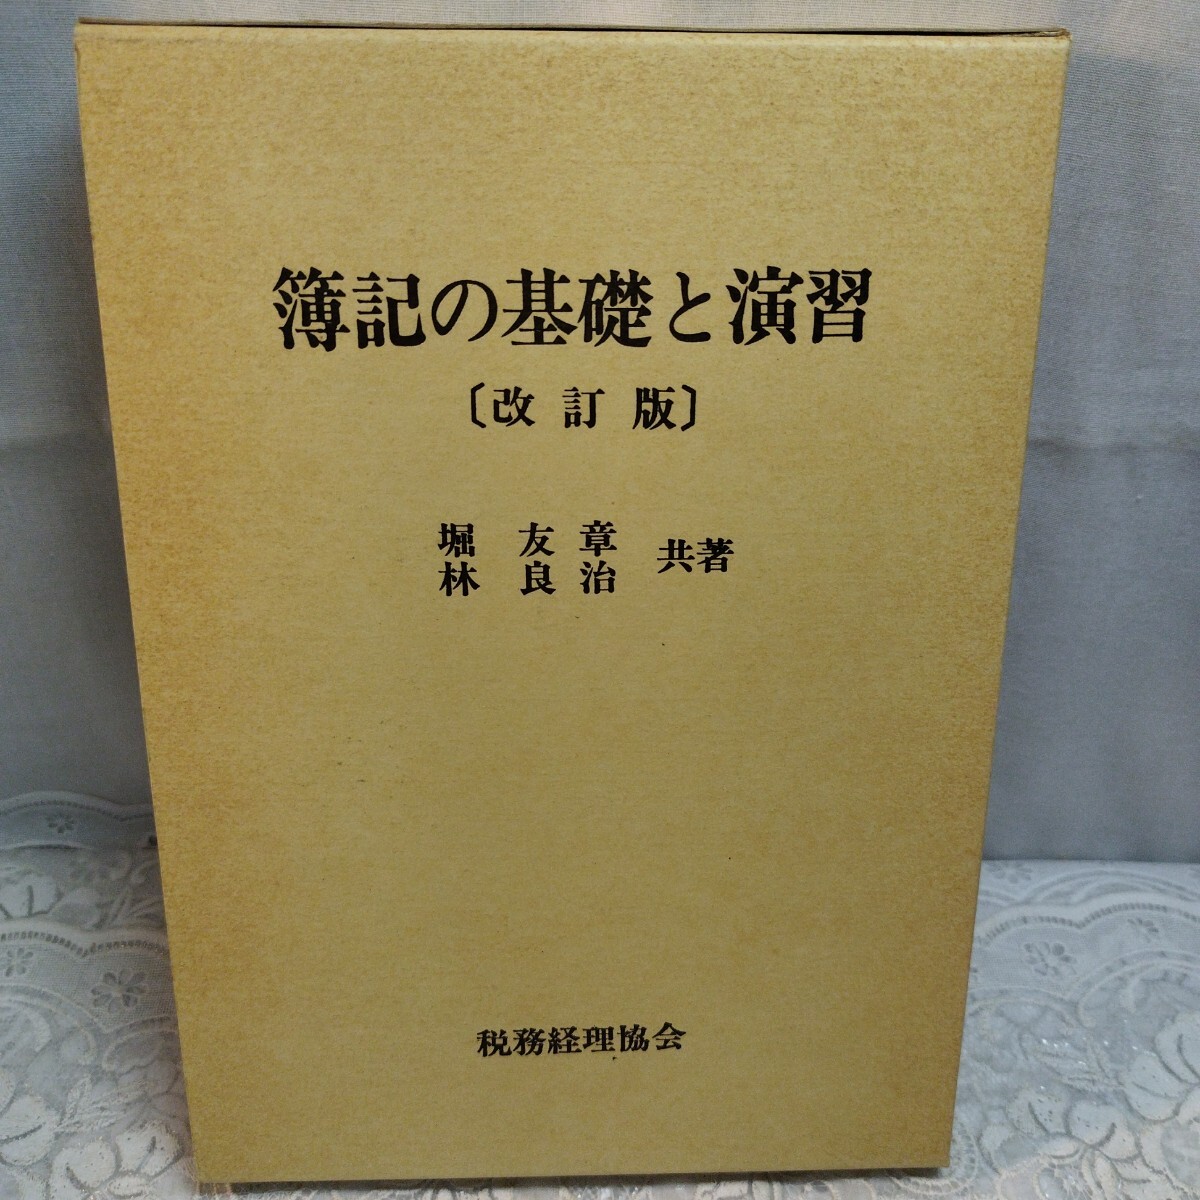 簿記の基礎と演習
〔改訂版〕
堀 友章
林 良治 共著
税務経理協会